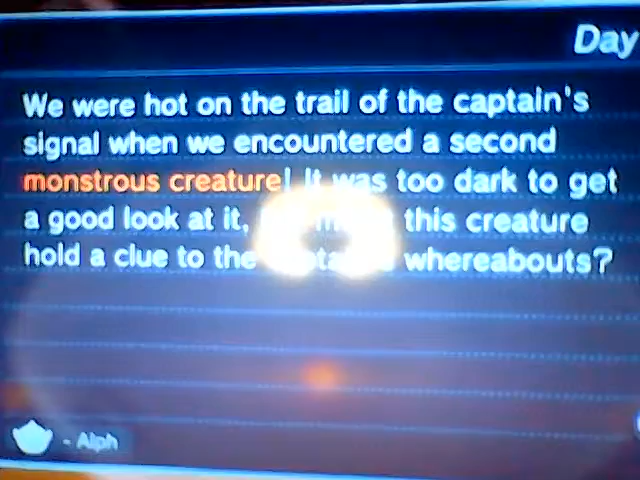 Day
We were hot on the trail of the captain's
signal when we encountered a second
monstrous creature! It was too dark to get
a good look at it, this creature
hold a clue to the whereabouts?
- Alph